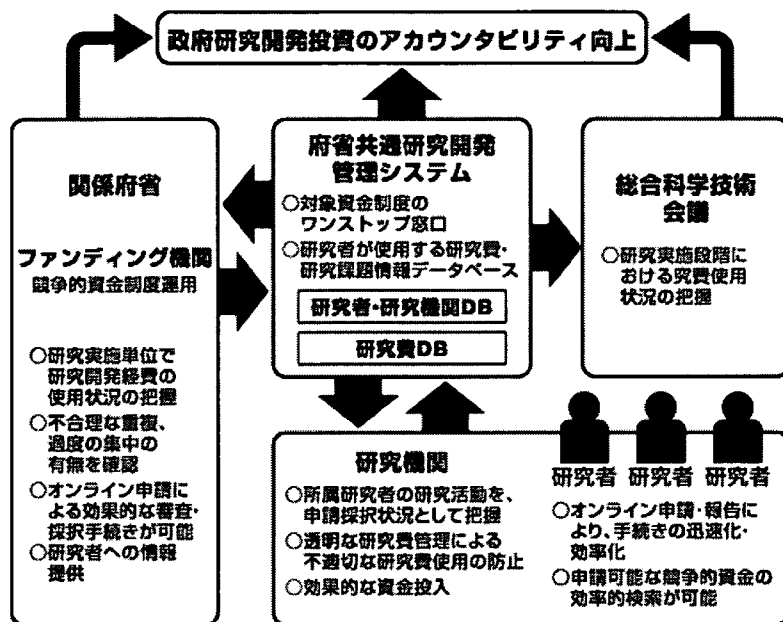 政府研究開発投資のアカウンタビリティ向上
関係府省
ファンディング機関
競争的資金制度運用
○研究実施単位で
研究開発経費の
使用状況の把握
○不合理な重複、
過度の集中の
有無を確認
○オンライン申請に
よる効果的な審査・
採択手続きが可能
○研究者への情報
提供
府省共通研究開発
管理システム
○対象資金制度の
ワンストップ窓口
○研究者が使用する研究費・
研究課題情報データベース
研究者・研究機関DB
研究費DB
総合科学技術
会議
○研究実施段階に
おける究費使用
状況の把握
研究機関
○所属研究者の研究活動を、
申請採択状況として把握
○透明な研究費管理による
不適切な研究費使用の防止
○効果的な資金投入
研究者 研究者 研究者
○オンライン申請・報告に
より、手続きの迅速化・
効率化
○申請可能な競争的資金の
効率的検索が可能